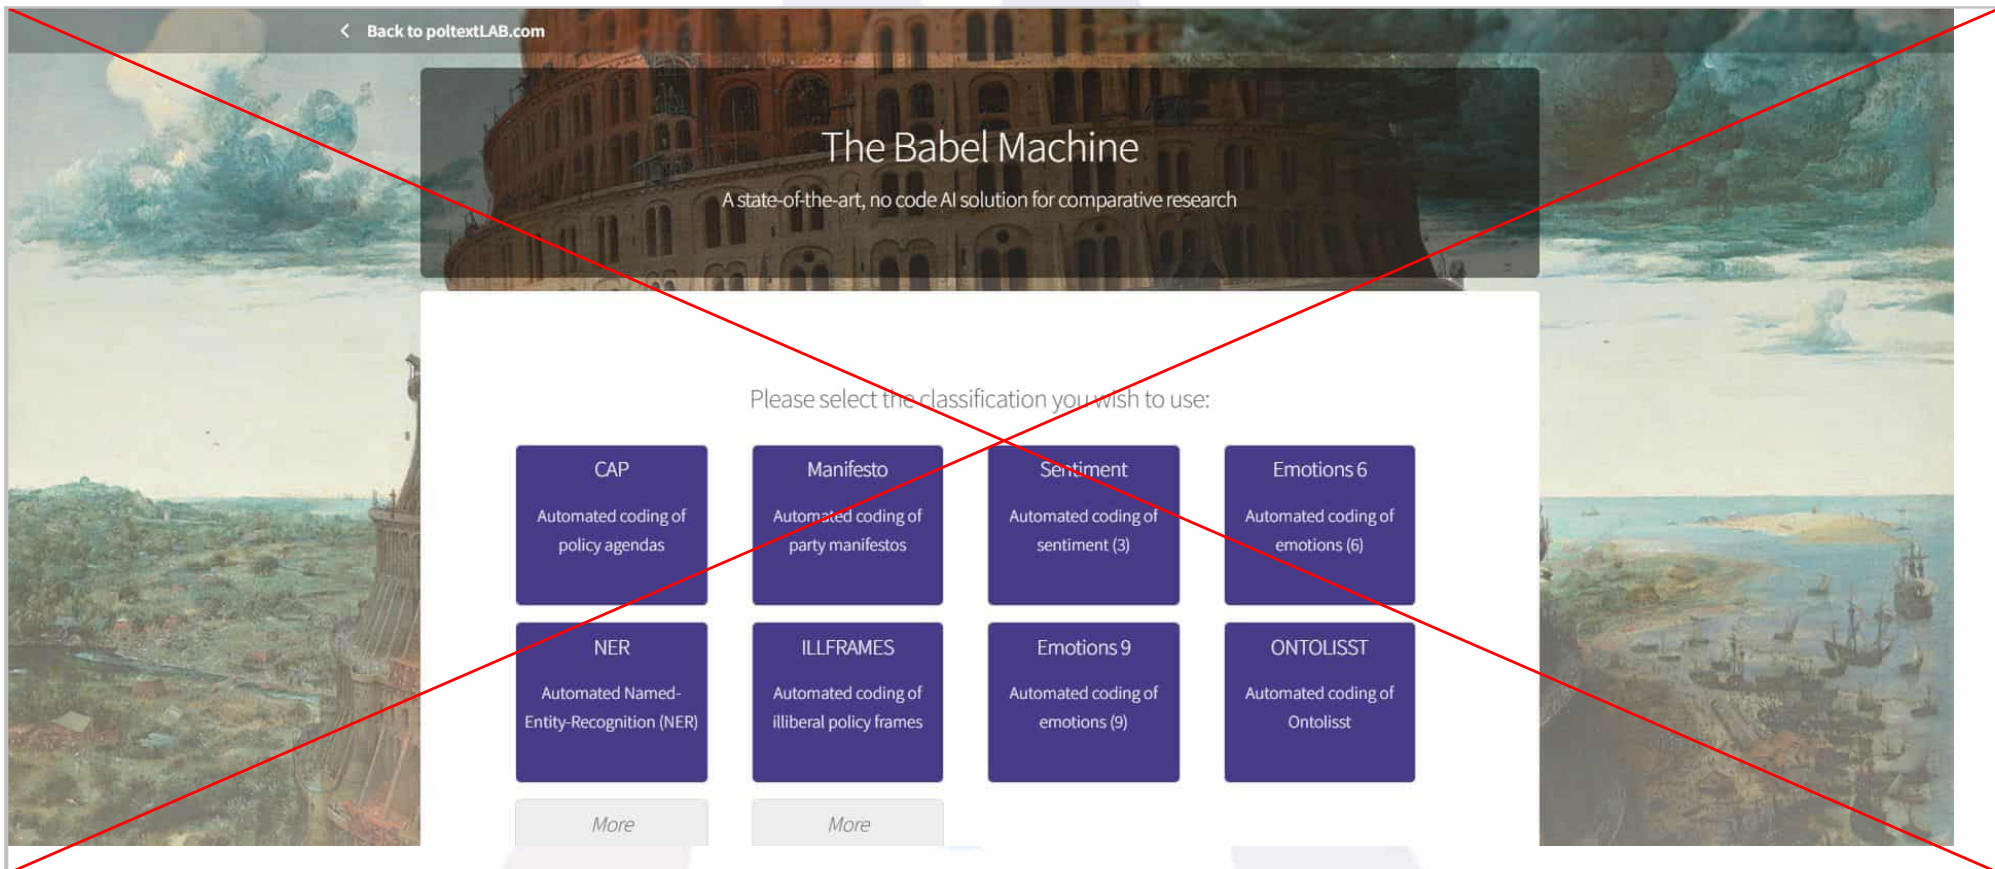 Back to poltextLAB.com
The Babel Machine
A state-of-the-art, no code AI solution for comparative research
Please select the classification you wish to use:
CAP
Automated coding of
policy agendas
Manifesto
Automated coding of
party manifestos
Sentiment
Automated coding of
sentiment (3)
Emotions 6
Automated coding of
emotions (6)
NER
Automated Named-
Entity-Recognition (NER)
ILLFRAMES
Automated coding of
illiberal policy frames
Emotions 9
Automated coding of
emotions (9)
ONTOLISST
Automated coding of
Ontolisst
More
More